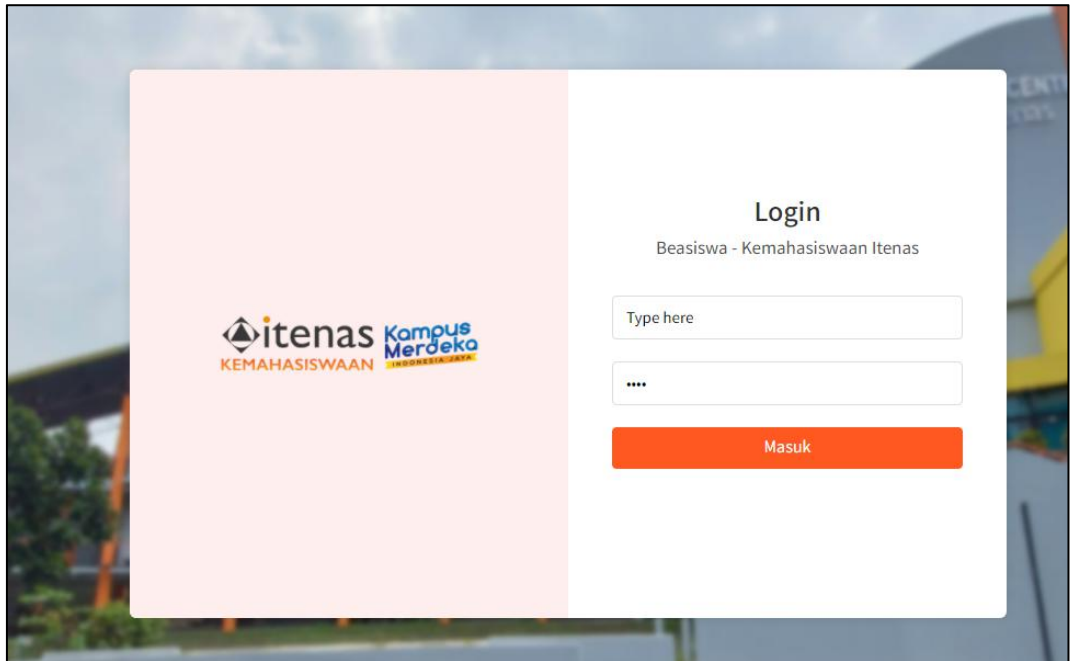 itenas
KEMAHASISWAAN
Kampus
Merdeka
INDONESIA JAYA
Login
Beasiswa - Kemahasiswaan Itenas
Type here
••••
Masuk